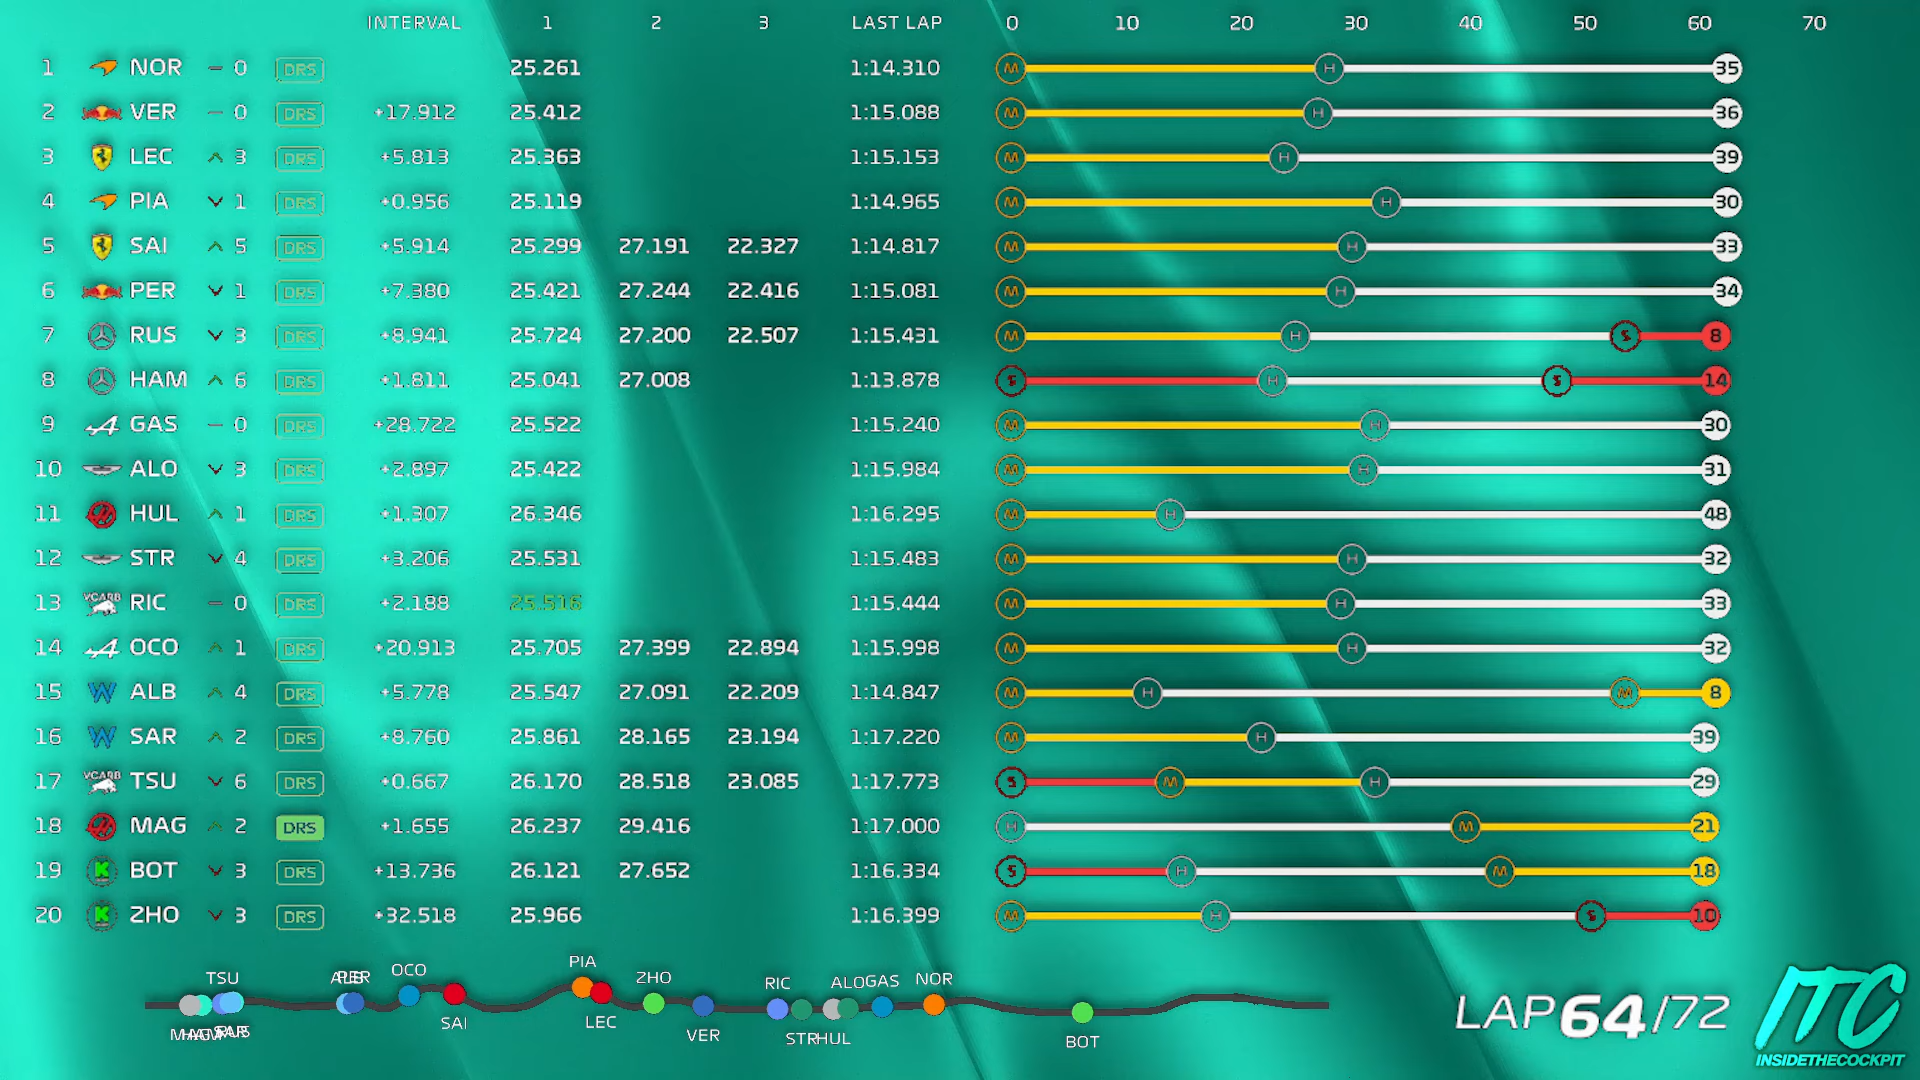 INTERVAL 1 2 3 LAST LAP 0 10 20 30 40 50 60 70
1 NOR 0 DRS 25.261 1:14.310 M H 35
2 VER 0 DRS +17.912 25.412 1:15.088 M H 36
3 LEC 3 DRS +5.813 25.363 1:15.153 M H 39
4 PIA 1 DRS +0.956 25.119 1:14.965 M H 30
5 SAI 5 DRS +5.914 25.299 27.191 22.327 1:14.817 M H 33
6 PER 1 DRS +7.380 25.421 27.244 22.416 1:15.081 M H 34
7 RUS 3 DRS +8.941 25.724 27.200 22.507 1:15.431 M H S 8
8 HAM 6 DRS +1.811 25.041 27.008 1:13.878 S H S 14
9 GAS 0 DRS +28.722 25.522 1:15.240 M H 30
10 ALO 3 DRS +2.897 25.422 1:15.984 M H 31
11 HUL 1 DRS +1.307 26.346 1:16.295 M H 48
12 STR 4 DRS +3.206 25.531 1:15.483 M H 32
13 VCARB RIC 0 DRS +2.188 25.516 1:15.444 M H 33
14 OCO 1 DRS +20.913 25.705 27.399 22.894 1:15.998 M H 32
15 ALB 4 DRS +5.778 25.547 27.091 22.209 1:14.847 M H M 8
16 SAR 2 DRS +8.760 25.861 28.165 23.194 1:17.220 M H 39
17 VCARB TSU 6 DRS +0.667 26.170 28.518 23.085 1:17.773 S M H 29
18 MAG 2 DRS +1.655 26.237 29.416 1:17.000 H M 21
19 BOT 3 DRS +13.736 26.121 27.652 1:16.334 S H M 18
20 ZHO 3 DRS +32.518 25.966 1:16.399 M H S 10
TSU PER OCO PIA ZHO RIC ALO GAS NOR
SAI LEC VER STR HUL BOT
LAP 64/72
ITC
INSIDETHECOCKPIT